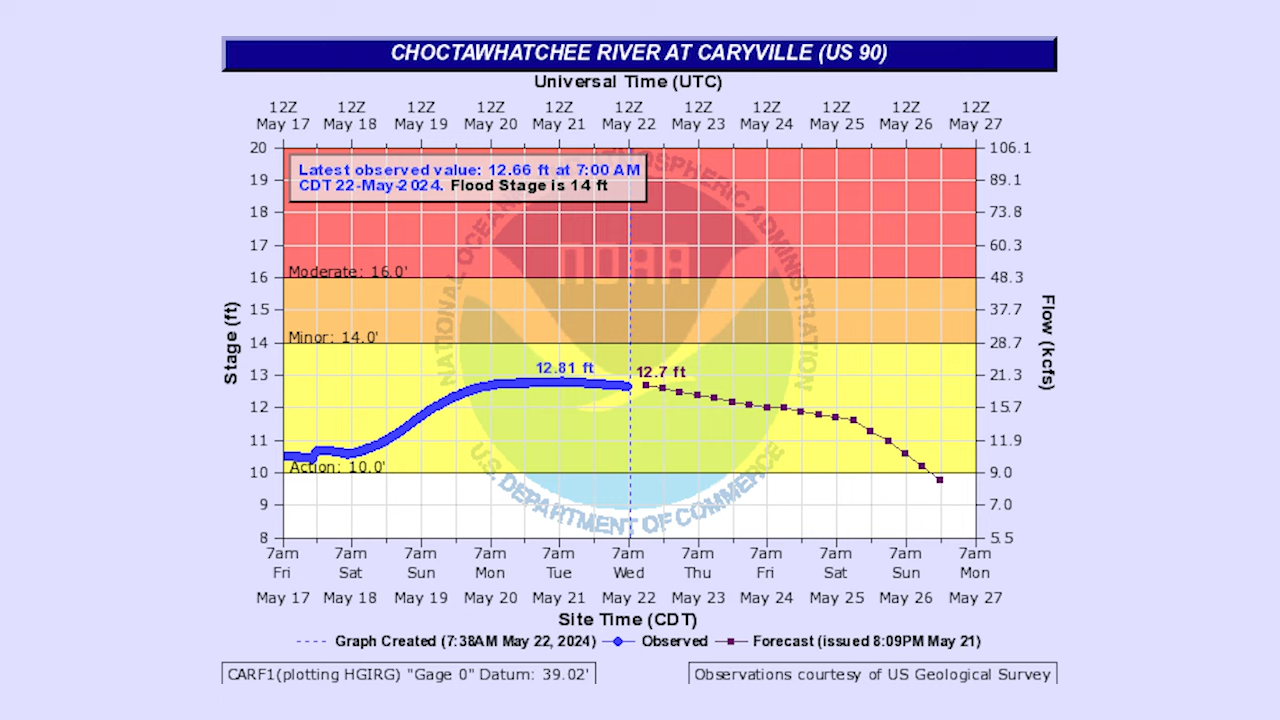 CHOCTAWHATCHEE RIVER AT CARYVILLE (US 90)
Universal Time (UTC)
12Z 12Z 12Z 12Z 12Z 12Z 12Z 12Z 12Z 12Z 12Z
May 17 May 18 May 19 May 20 May 21 May 22 May 23 May 24 May 25 May 26 May 27
20 106.1
Latest observed value: 12.66 ft at 7:00 AM
CDT 22-May-2024. Flood Stage is 14 ft
19 89.1
18 73.8
17 60.3
Moderate: 16.0'
16 48.3
15 37.7
Minor: 14.0'
14 28.7
12.81 ft 12.7 ft
13 21.3
12 15.7
11 11.9
Action: 10.0'
10 9.0
9 7.0
8 5.5
Stage (ft)
Flow (kcfs)
NATIONAL OCEANIC AND ATMOSPHERIC ADMINISTRATION
NOAA
U.S. DEPARTMENT OF COMMERCE
7am 7am 7am 7am 7am 7am 7am 7am 7am 7am 7am
Fri Sat Sun Mon Tue Wed Thu Fri Sat Sun Mon
May 17 May 18 May 19 May 20 May 21 May 22 May 23 May 24 May 25 May 26 May 27
Site Time (CDT)
Graph Created (7:38AM May 22, 2024) Observed Forecast (issued 8:09PM May 21)
CARF1(plotting HGIRG) "Gage 0" Datum: 39.02'
Observations courtesy of US Geological Survey